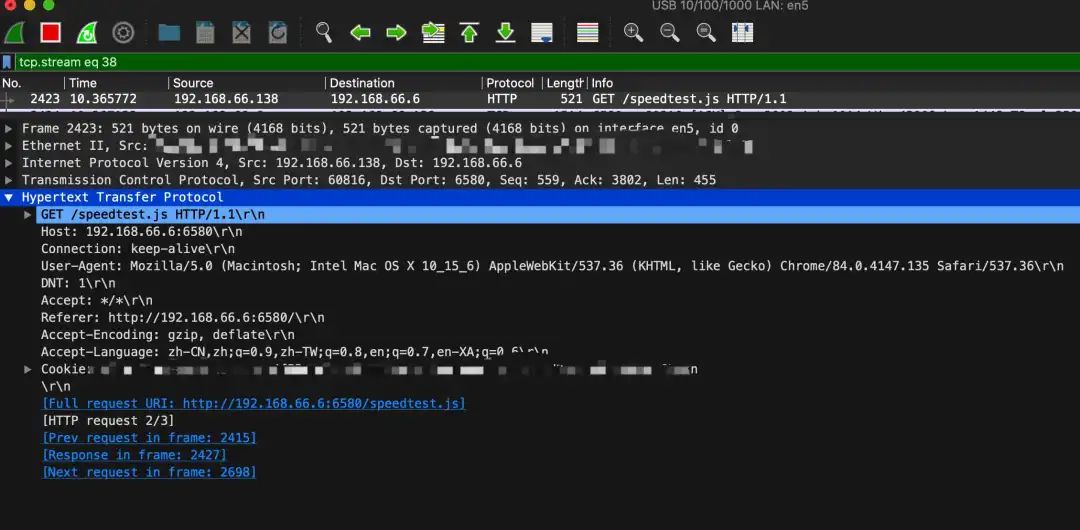 USB 10/100/1000 LAN: en5
tcp.stream eq 38
No. Time Source Destination Protocol Length Info
2423 10.365772 192.168.66.138 192.168.66.6 HTTP 521 GET /speedtest.js HTTP/1.1
Frame 2423: 521 bytes on wire (4168 bits), 521 bytes captured (4168 bits) on interface en5, id 0
Ethernet II, Src:
Internet Protocol Version 4, Src: 192.168.66.138, Dst: 192.168.66.6
Transmission Control Protocol, Src Port: 60816, Dst Port: 6580, Seq: 559, Ack: 3802, Len: 455
Hypertext Transfer Protocol
GET /speedtest.js HTTP/1.1\r\n
Host: 192.168.66.6:6580\r\n
Connection: keep-alive\r\n
User-Agent: Mozilla/5.0 (Macintosh; Intel Mac OS X 10_15_6) AppleWebKit/537.36 (KHTML, like Gecko) Chrome/84.0.4147.135 Safari/537.36\r\n
DNT: 1\r\n
Accept: */*\r\n
Referer: http://192.168.66.6:6580/\r\n
Accept-Encoding: gzip, deflate\r\n
Accept-Language: zh-CN,zh;q=0.9,zh-TW;q=0.8,en;q=0.7,en-XA;q=0.6\r\n
Cookie:
\r\n
[Full request URI: http://192.168.66.6:6580/speedtest.js]
[HTTP request 2/3]
[Prev request in frame: 2415]
[Response in frame: 2427]
[Next request in frame: 2698]